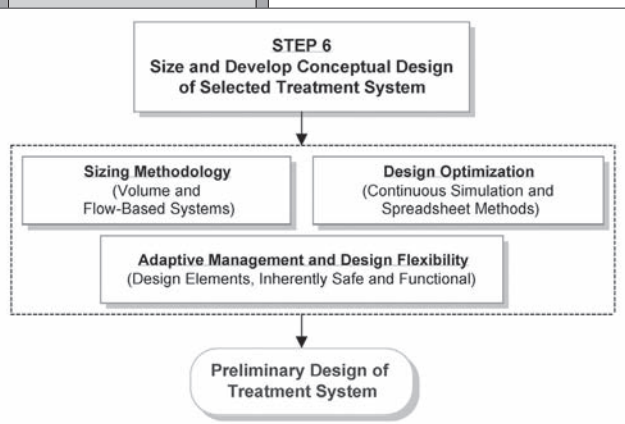 STEP 6
Size and Develop Conceptual Design
of Selected Treatment System
Sizing Methodology
(Volume and
Flow-Based Systems)
Design Optimization
(Continuous Simulation and
Spreadsheet Methods)
Adaptive Management and Design Flexibility
(Design Elements, Inherently Safe and Functional)
Preliminary Design of
Treatment System